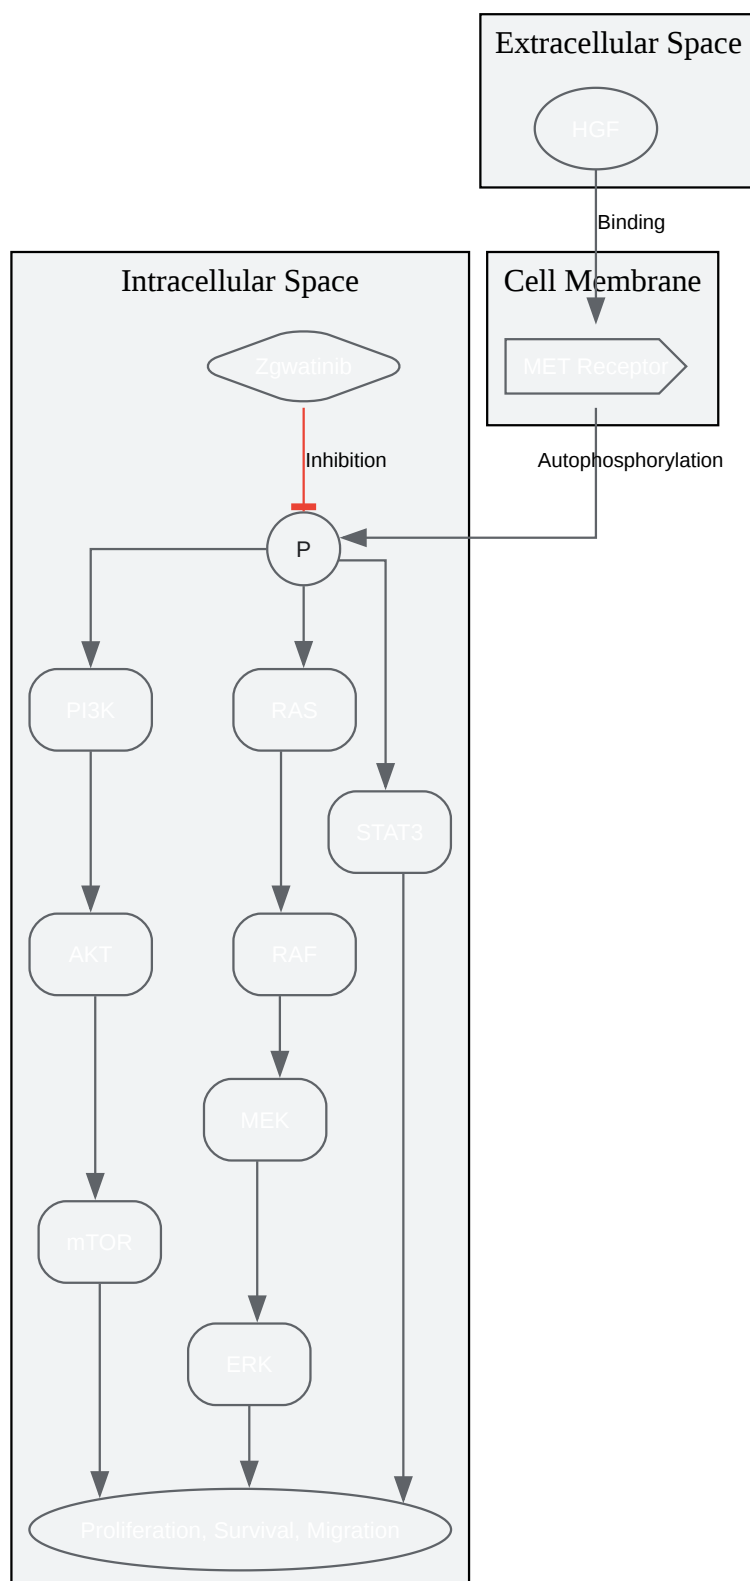 Extracellular Space
HGF
Binding
Intracellular Space
Cell Membrane
Zgwatinib
MET Receptor
Inhibition
Autophosphorylation
P
PI3K
RAS
STAT3
AKT
RAF
MEK
mTOR
ERK
Proliferation, Survival, Migration